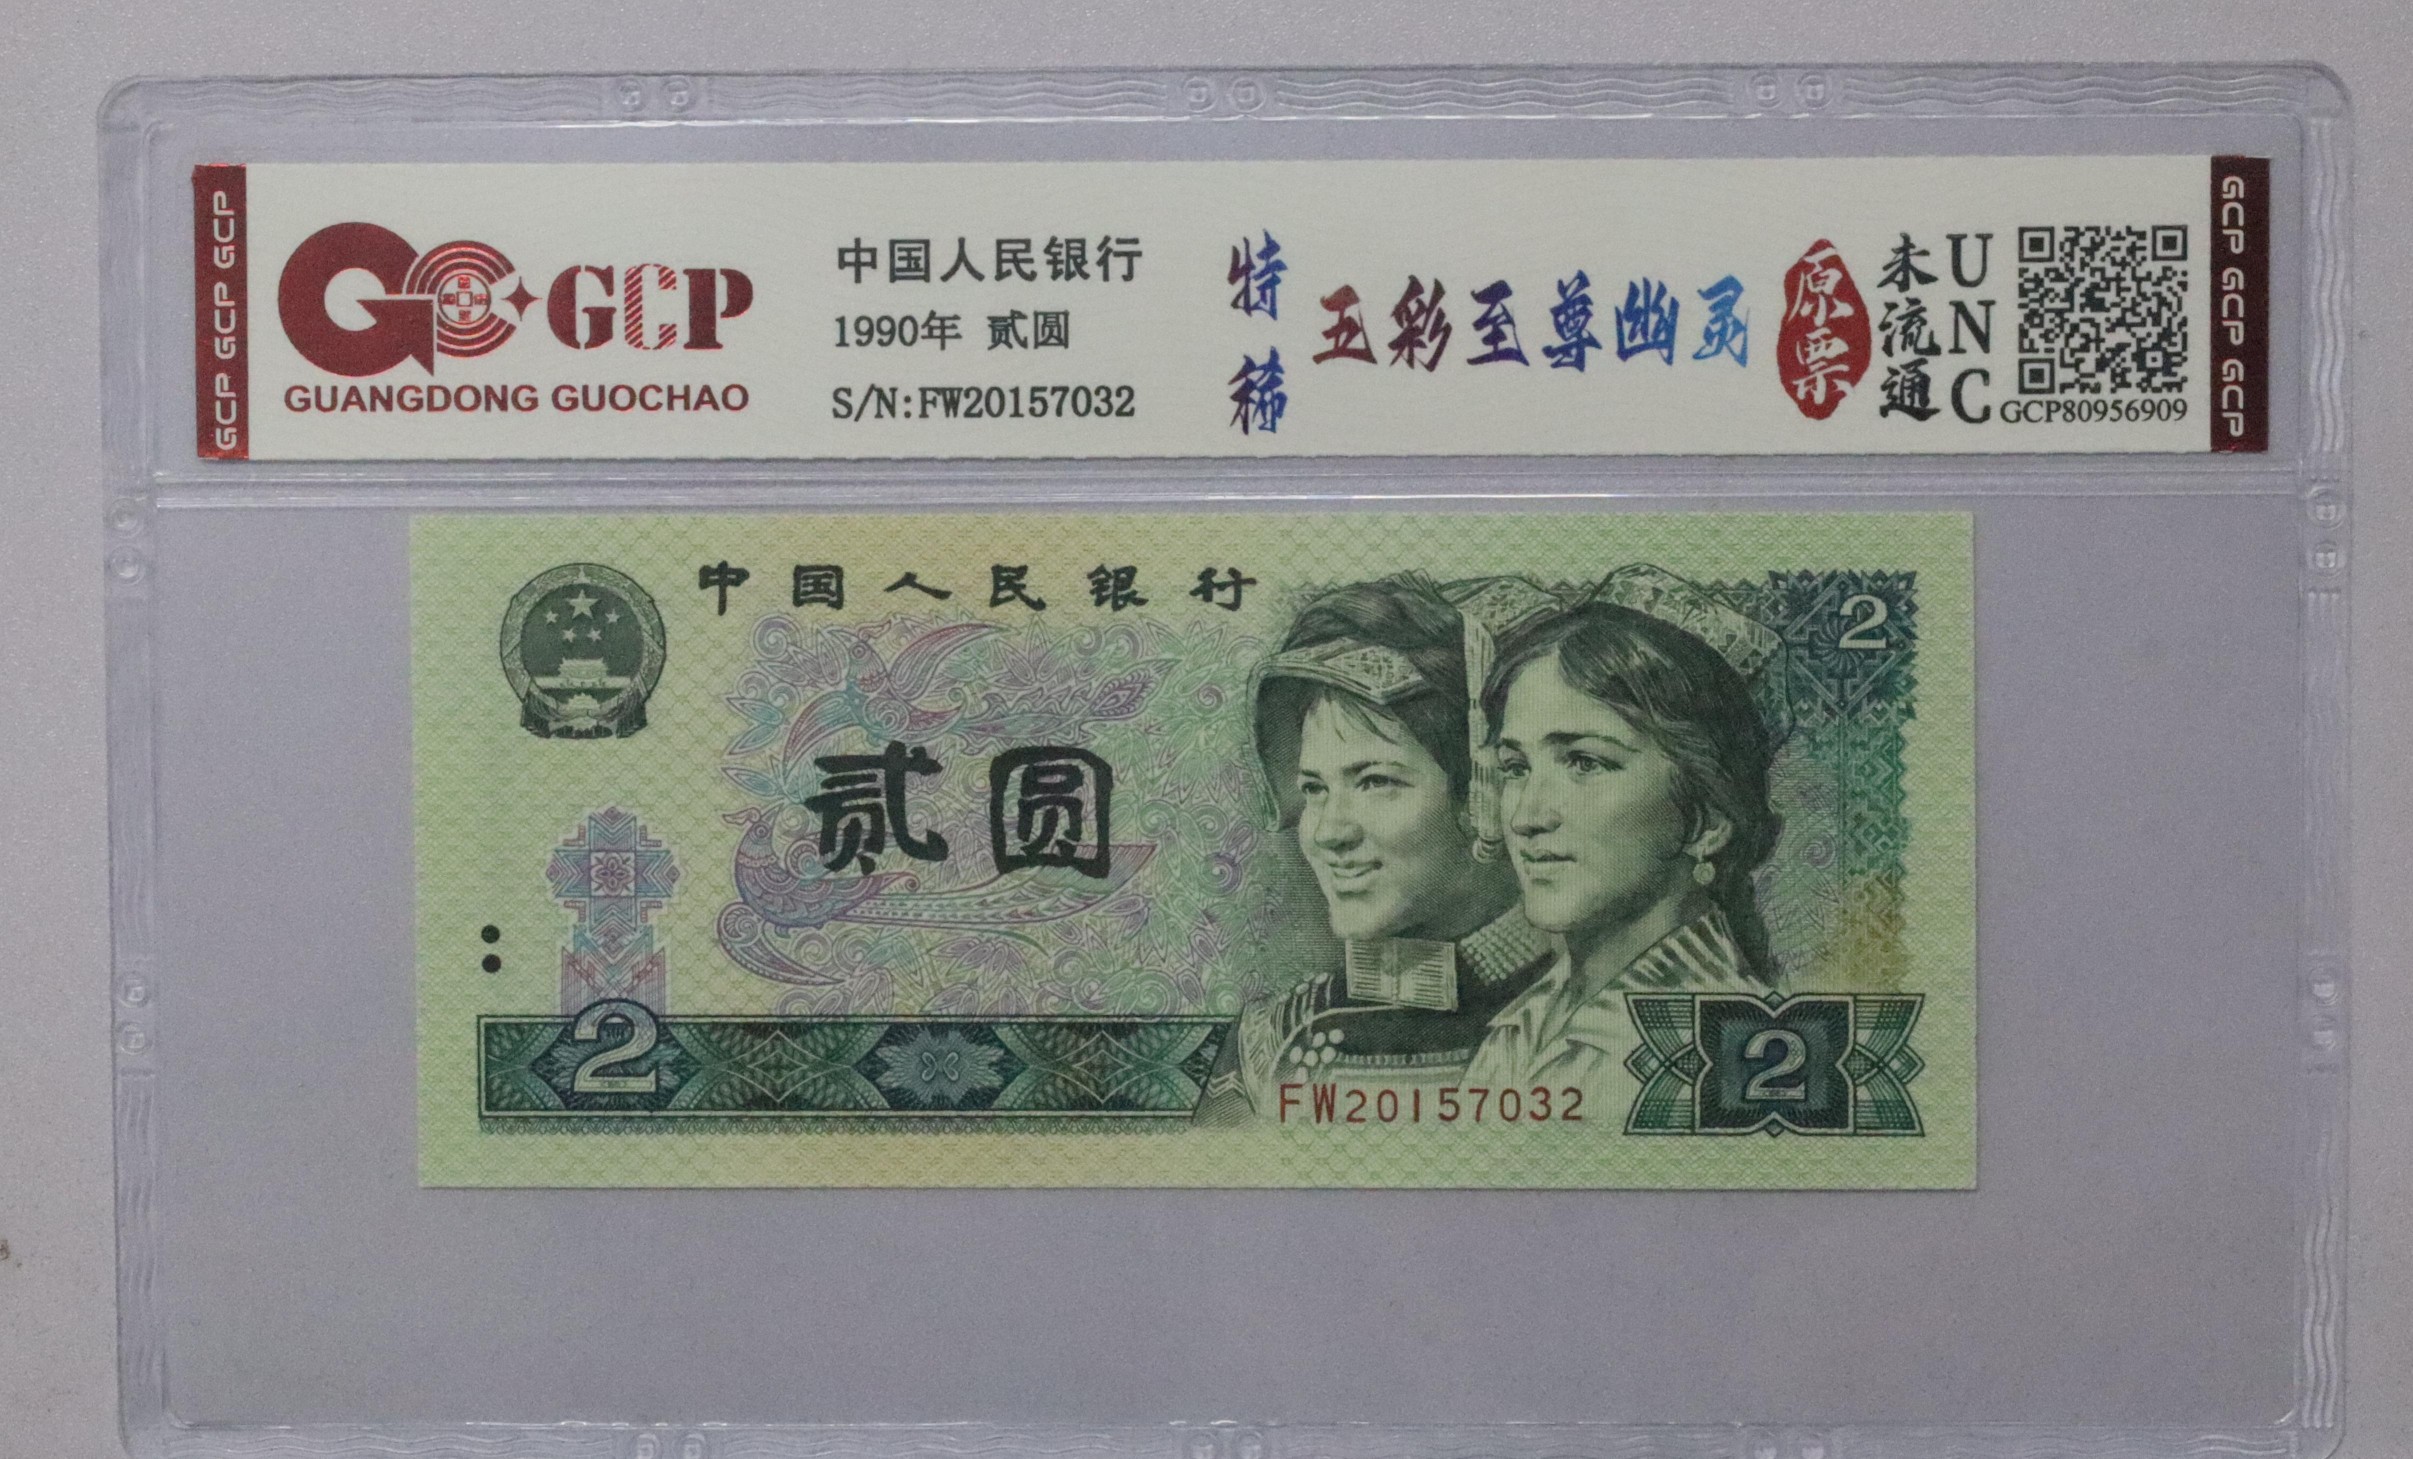 GCP GCP GCP
GCP
GUANGDONG GUOCHAO
中国人民银行
1990年 贰圆
S/N:FW20157032
特稀
五彩至尊幽灵
原票
未流通
UNC
GCP80956909
GCP GCP GCP
中国人民银行
2
贰圆
2
FW20157032
2